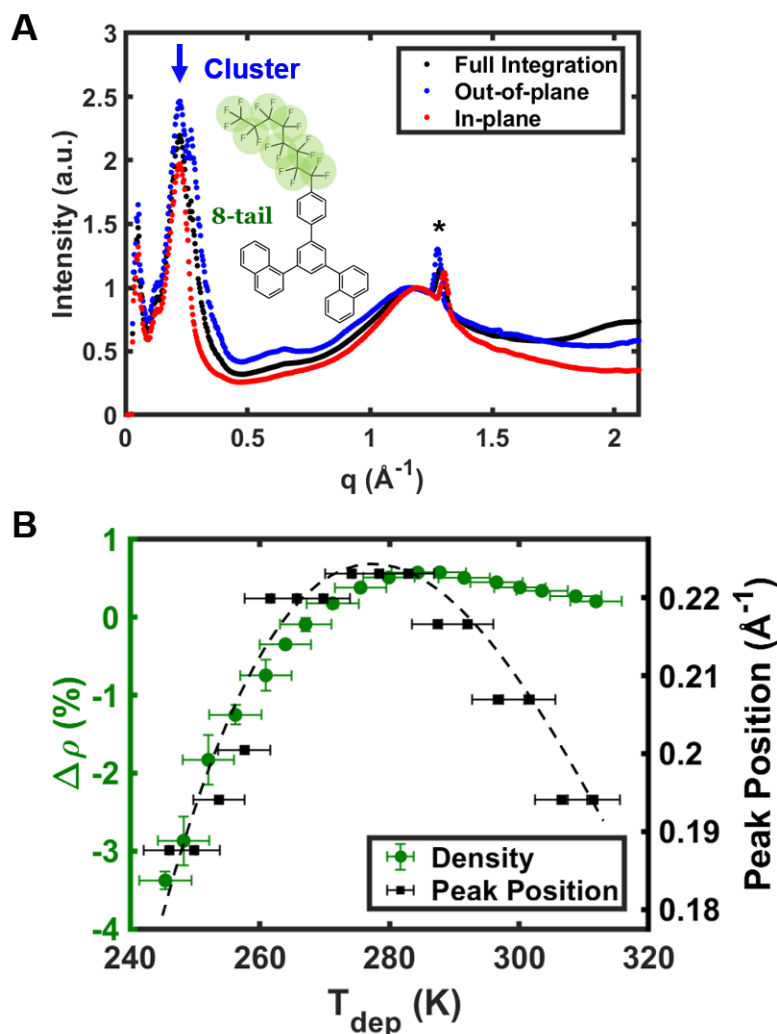 A
3
2.5
2
1.5
1
0.5
0
Intensity (a.u.)
Cluster
Full Integration
Out-of-plane
In-plane
F F F F F F F F F F F F F F F F F
8-tail
*
0 0.5 1 1.5 2
q (Å⁻¹)
B
1
0
-1
-2
-3
-4
Δρ (%)
0.22
0.21
0.2
0.19
0.18
Peak Position (Å⁻¹)
Density
Peak Position
240 260 280 300 320
T_dep (K)